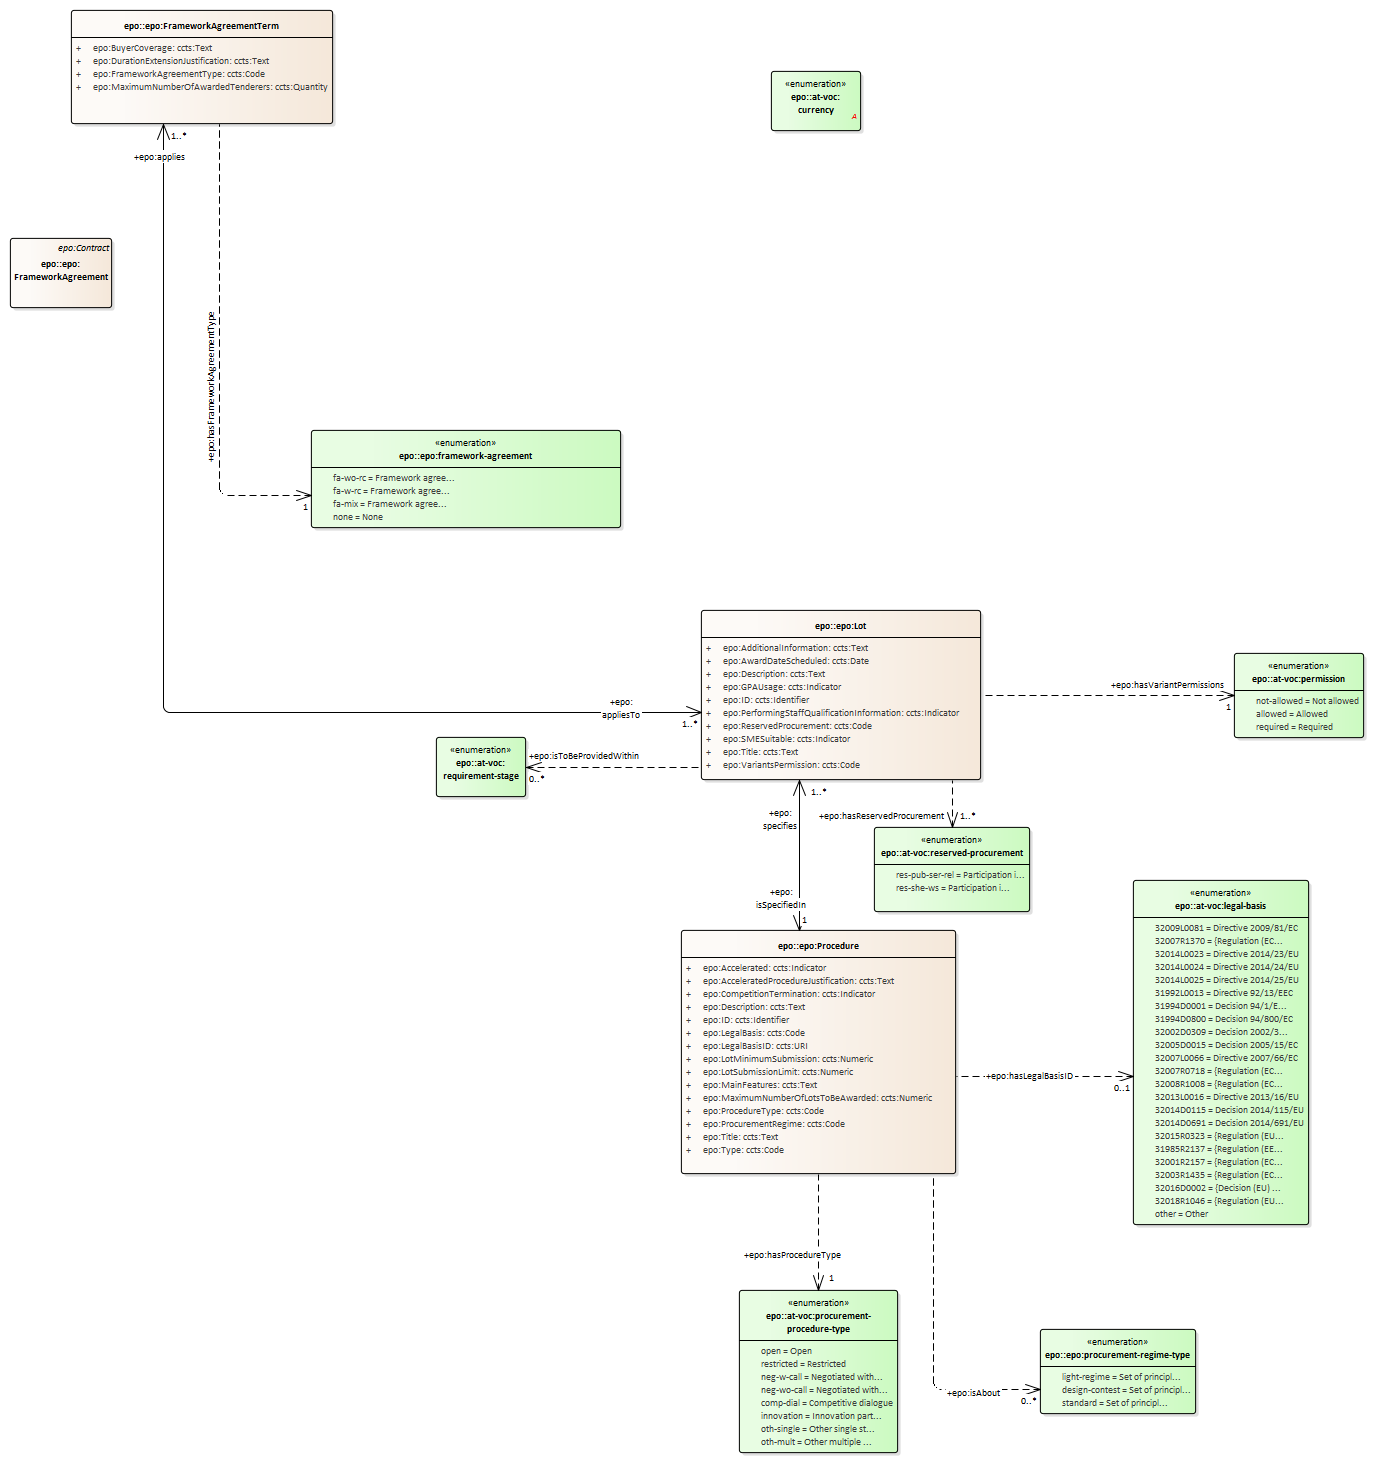 epo::epo:FrameworkAgreementTerm
+ epo:BuyerCoverage: ccts:Text
+ epo:DurationExtensionJustification: ccts:Text
+ epo:FrameworkAgreementType: ccts:Code
+ epo:MaximumNumberOfAwardedTenderers: ccts:Quantity
«enumeration»
epo::at-voc:
currency
A
1..*
+epo:applies
epo:Contract
epo::epo:
FrameworkAgreement
+epo:hasFrameworkAgreementType
1
«enumeration»
epo::epo:framework-agreement
fa-wo-rc = Framework agree...
fa-w-rc = Framework agree...
fa-mix = Framework agree...
none = None
epo::epo:Lot
+ epo:AdditionalInformation: ccts:Text
+ epo:AwardDateScheduled: ccts:Date
+ epo:Description: ccts:Text
+ epo:GPAUsage: ccts:Indicator
+ epo:ID: ccts:Identifier
+ epo:PerformingStaffQualificationInformation: ccts:Indicator
+ epo:ReservedProcurement: ccts:Code
+ epo:SMESuitable: ccts:Indicator
+ epo:Title: ccts:Text
+ epo:VariantsPermission: ccts:Code
+epo:hasVariantPermissions
1
«enumeration»
epo::at-voc:permission
not-allowed = Not allowed
allowed = Allowed
required = Required
+epo:
appliesTo
1..*
«enumeration»
epo::at-voc:
requirement-stage
+epo:isToBeProvidedWithin
0..*
1..*
+epo:
specifies
+epo:hasReservedProcurement
1..*
«enumeration»
epo::at-voc:reserved-procurement
res-pub-ser-rel = Participation i...
res-she-ws = Participation i...
+epo:
isSpecifiedIn
1
epo::epo:Procedure
+ epo:Accelerated: ccts:Indicator
+ epo:AcceleratedProcedureJustification: ccts:Text
+ epo:CompetitionTermination: ccts:Indicator
+ epo:Description: ccts:Text
+ epo:ID: ccts:Identifier
+ epo:LegalBasis: ccts:Code
+ epo:LegalBasisID: ccts:URI
+ epo:LotMinimumSubmission: ccts:Numeric
+ epo:LotSubmissionLimit: ccts:Numeric
+ epo:MainFeatures: ccts:Text
+ epo:MaximumNumberOfLotsToBeAwarded: ccts:Numeric
+ epo:ProcedureType: ccts:Code
+ epo:ProcurementRegime: ccts:Code
+ epo:Title: ccts:Text
+ epo:Type: ccts:Code
+epo:hasLegalBasisID
0..1
«enumeration»
epo::at-voc:legal-basis
32009L0081 = Directive 2009/81/EC
32007R1370 = (Regulation (EC...
32014L0023 = Directive 2014/23/EU
32014L0024 = Directive 2014/24/EU
32014L0025 = Directive 2014/25/EU
31992L0013 = Directive 92/13/EEC
31994D0001 = Decision 94/1/E...
31994D0800 = Decision 94/800/EC
32002D0309 = Decision 2002/3...
32005D0015 = Decision 2005/15/EC
32007L0066 = Directive 2007/66/EC
32007R0718 = (Regulation (EC...
32008R1008 = (Regulation (EC...
32013L0016 = Directive 2013/16/EU
32014D0115 = Decision 2014/115/EU
32014D0691 = Decision 2014/691/EU
32015R0323 = (Regulation (EU...
31985R2137 = (Regulation (EE...
32001R2157 = (Regulation (EC...
32003R1435 = (Regulation (EC...
32016D0002 = (Decision (EU) ...
32018R1046 = (Regulation (EU...
other = Other
+epo:hasProcedureType
1
«enumeration»
epo::at-voc:procurement-
procedure-type
open = Open
restricted = Restricted
neg-w-call = Negotiated with...
neg-wo-call = Negotiated with...
comp-dial = Competitive dialogue
innovation = Innovation part...
oth-single = Other single st...
oth-mult = Other multiple ...
+epo:isAbout
0..*
«enumeration»
epo::epo:procurement-regime-type
light-regime = Set of principl...
design-contest = Set of principl...
standard = Set of principl...